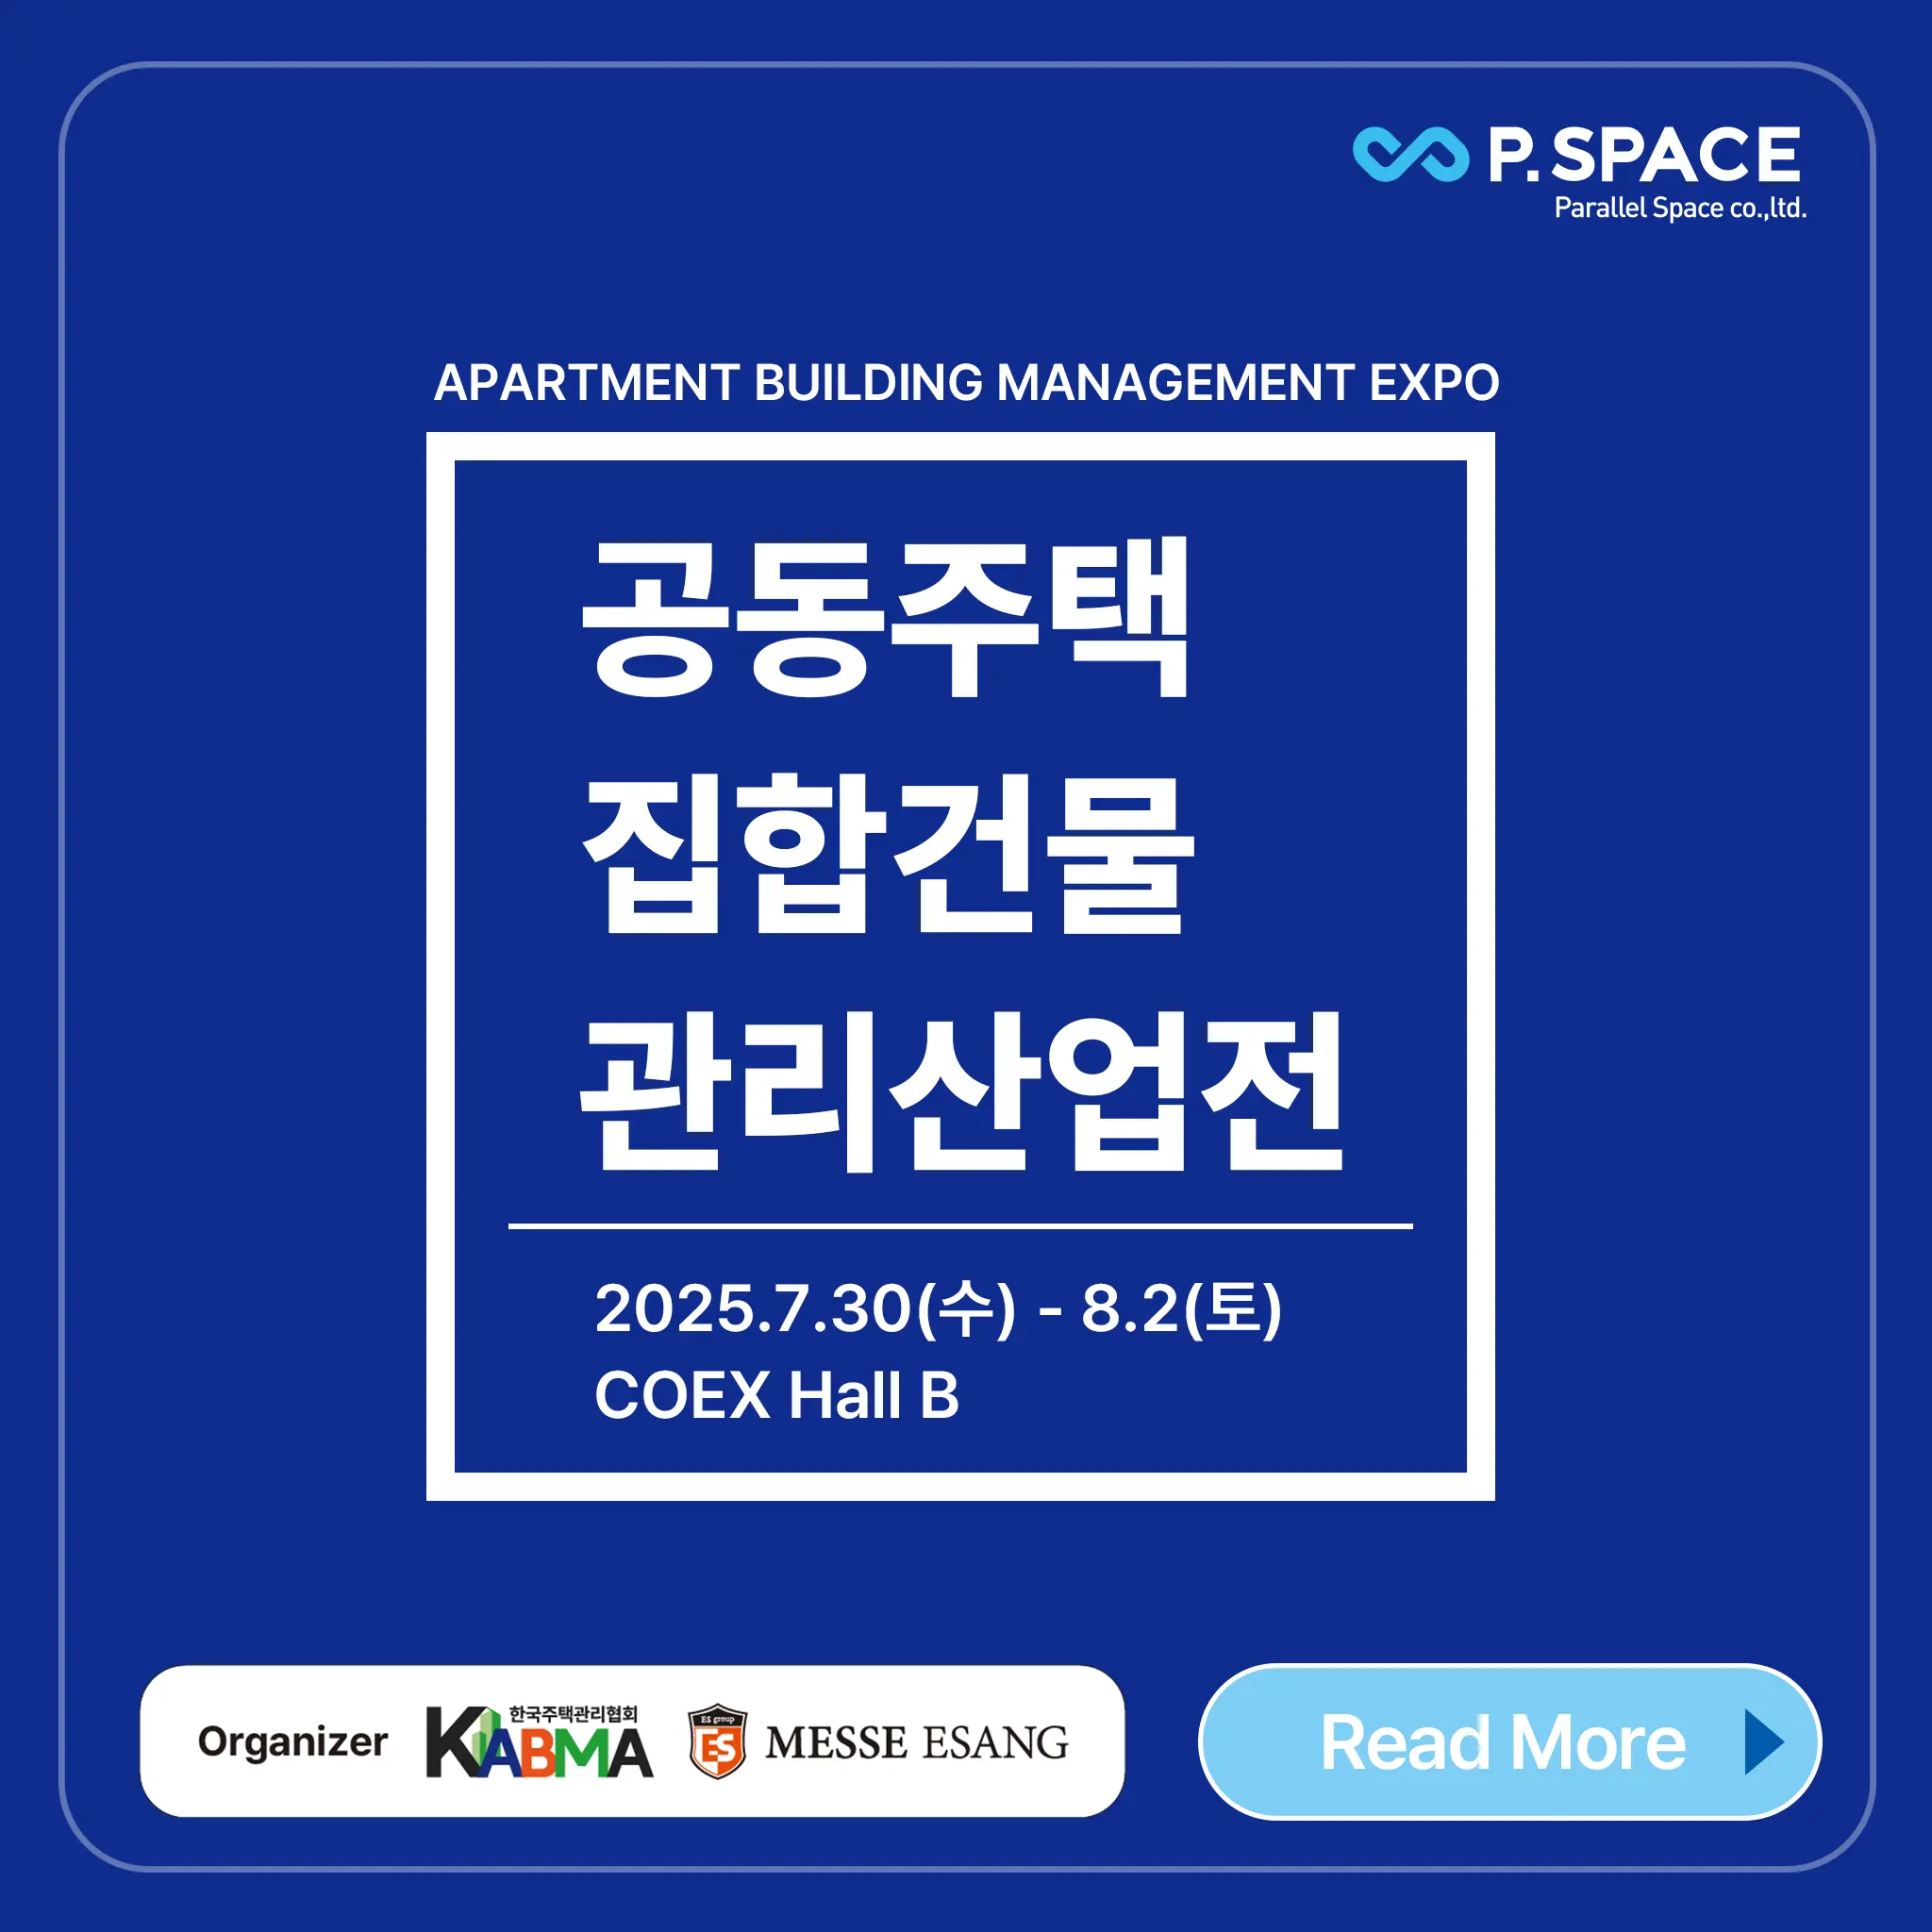 P.SPACE
Parallel Space co.,ltd.
APARTMENT BUILDING MANAGEMENT EXPO
공동주택
집합건물
관리산업전
2025.7.30(수) - 8.2(토)
COEX Hall B
Organizer
한국주택관리협회
KABMA
ES group
ES
MESSE ESANG
Read More